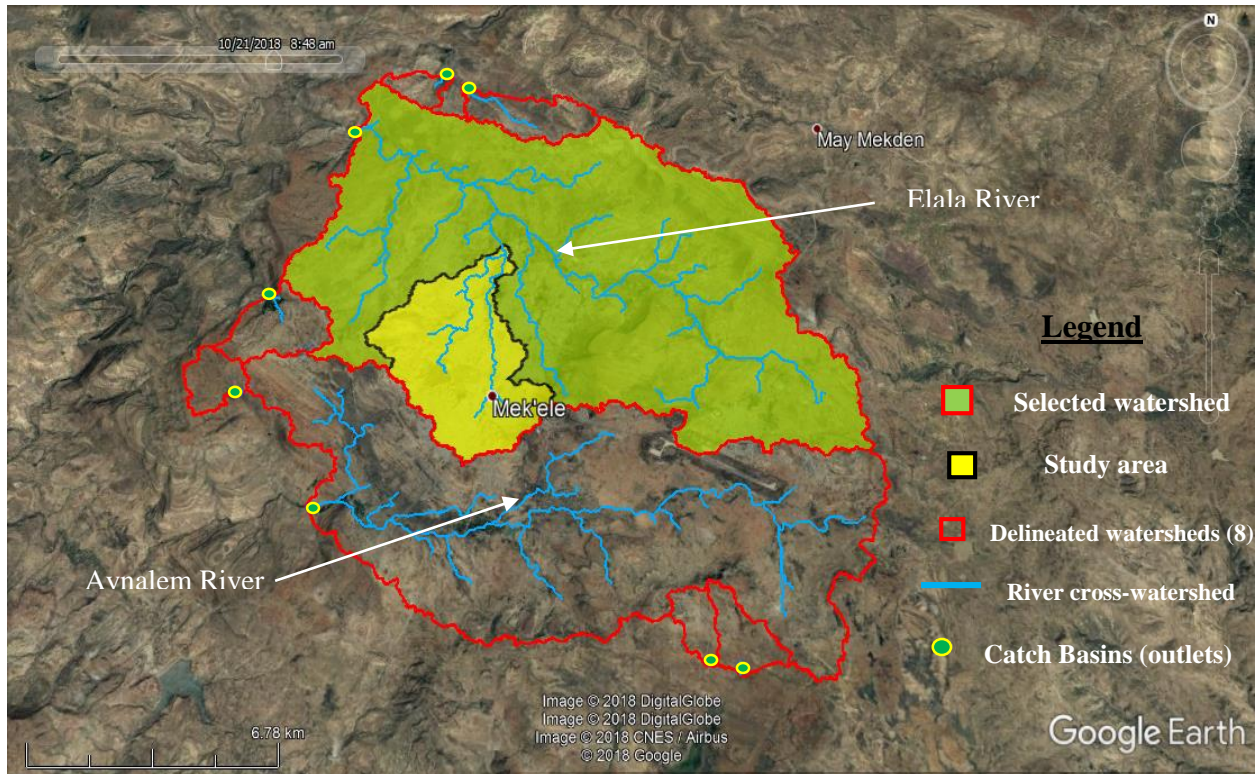 10/21/2018 8:48 am
N
May Mekden
Elala River
Mek'ele
Legend
Selected watershed
Study area
Delineated watersheds (8)
River cross-watershed
Catch Basins (outlets)
Aynalem River
6.78 km
Image © 2018 DigitalGlobe
Image © 2018 DigitalGlobe
Image © 2018 CNES / Airbus
© 2018 Google
Google Earth